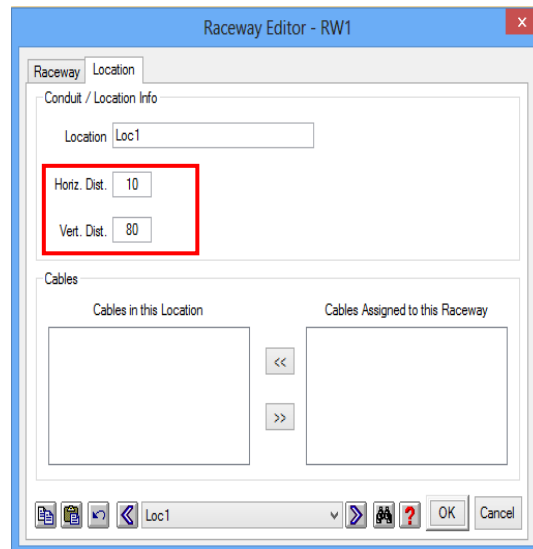 Raceway Editor - RW1
x
Raceway Location
Conduit / Location Info
Location Loc1
Horiz. Dist. 10
Vert. Dist. 80
Cables
Cables in this Location Cables Assigned to this Raceway
<<
>>
Loc1 ? OK Cancel